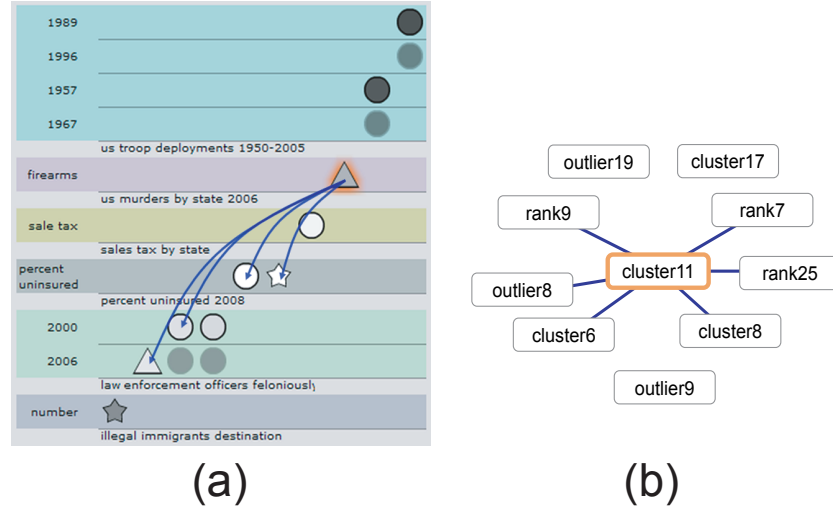 1989
1996
1957
1967
us troop deployments 1950-2005
firearms
us murders by state 2006
sale tax
sales tax by state
percent
uninsured
percent uninsured 2008
2000
2006
law enforcement officers feloniously
number
illegal immigrants destination
(a)
outlier19
cluster17
rank9
rank7
cluster11
rank25
outlier8
cluster6
cluster8
outlier9
(b)